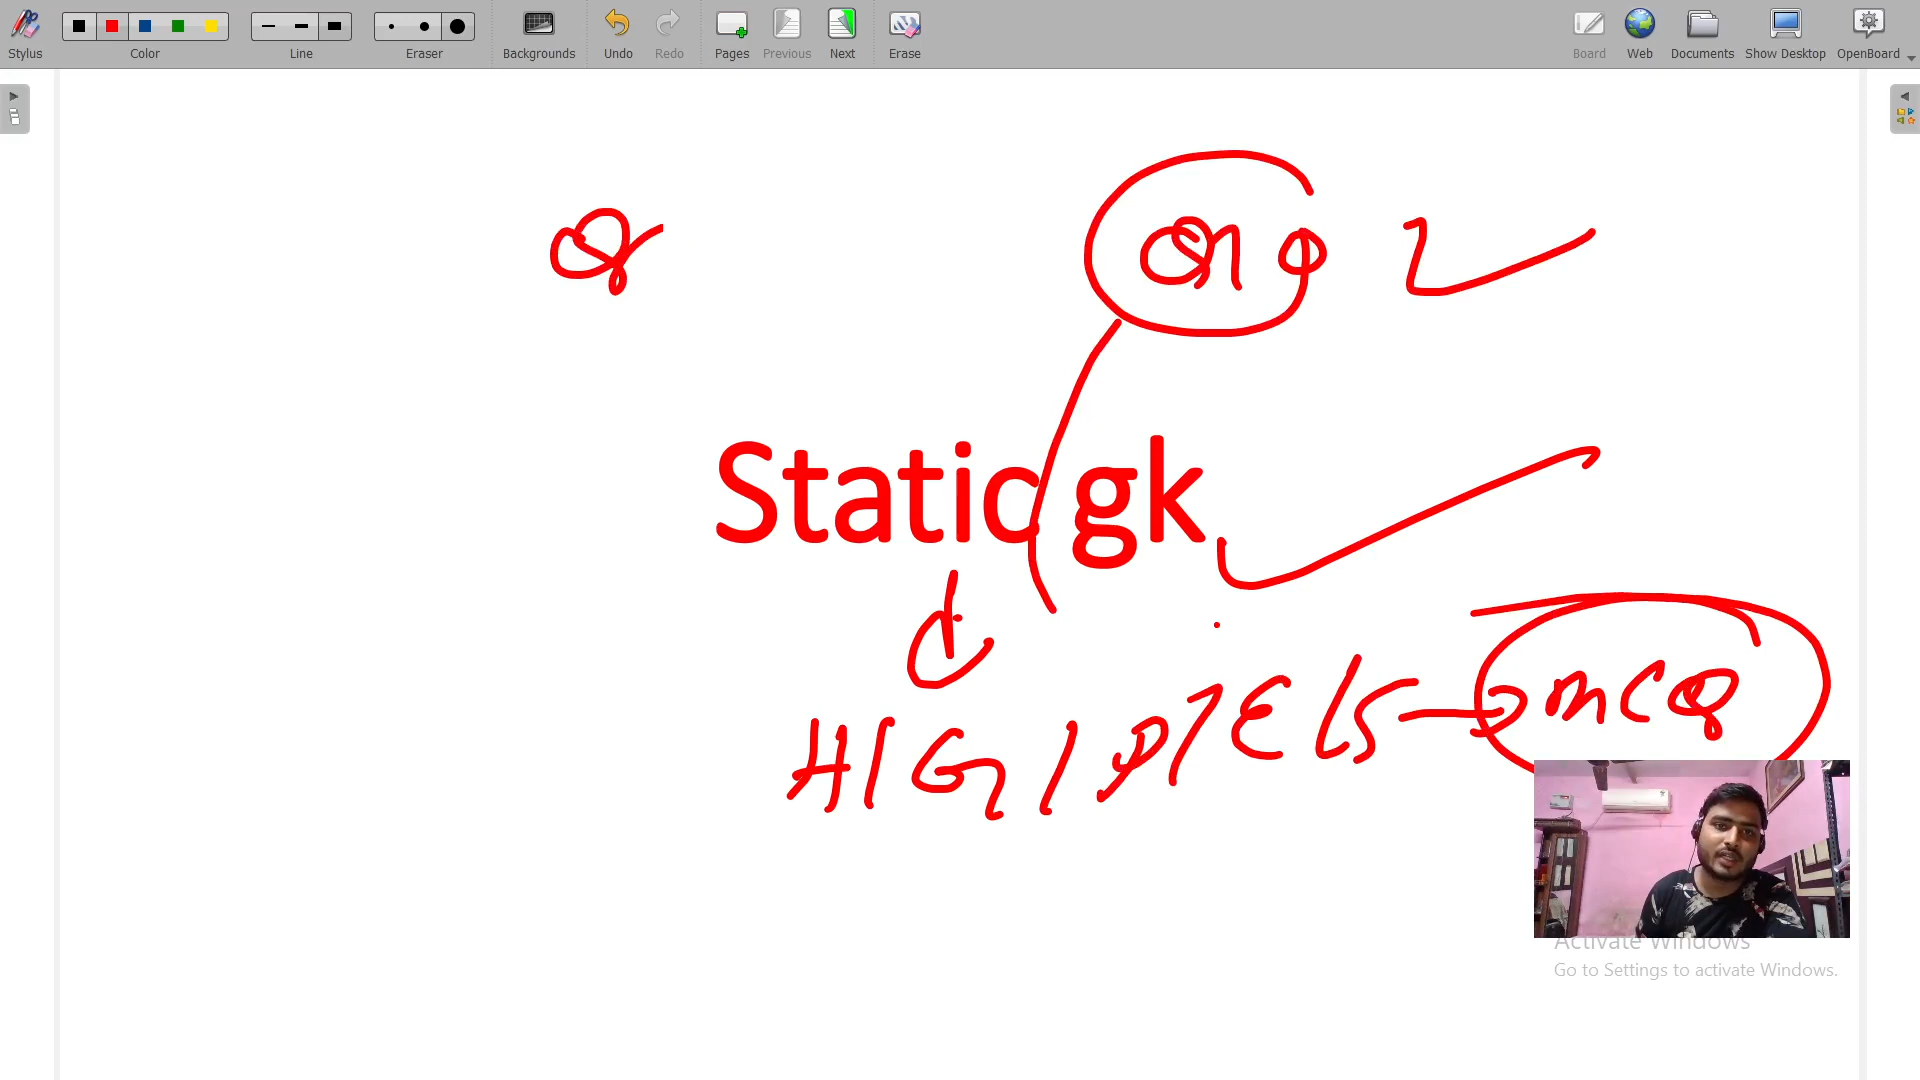 Stylus Color Line Eraser Backgrounds Undo Redo Pages Previous Next Erase Board Web Documents Show Desktop OpenBoard
Static gk
H/G/P/E/S → MCQ
Activate Windows
Go to Settings to activate Windows.